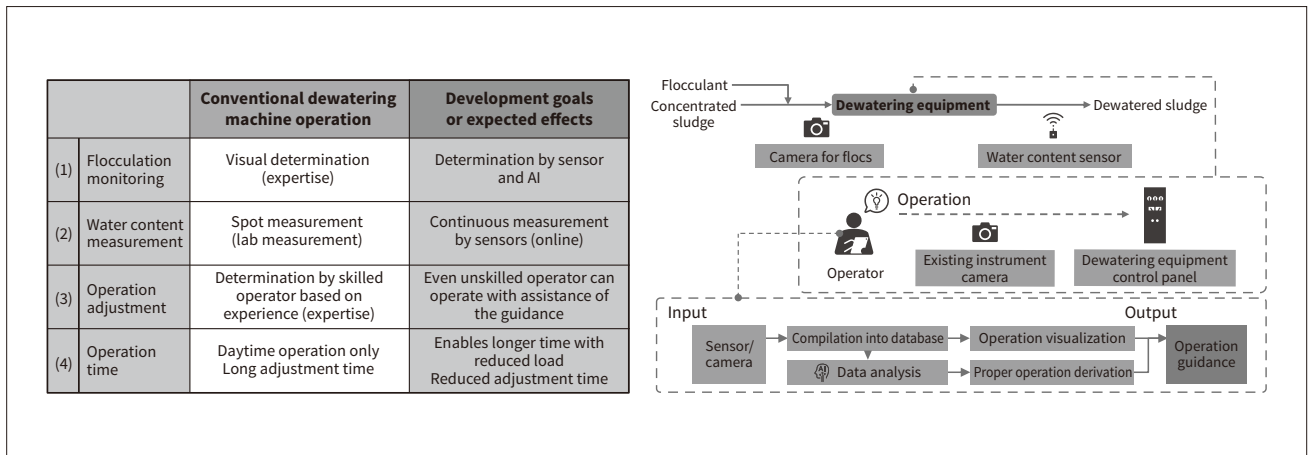 Conventional dewatering
machine operation
Development goals
or expected effects
(1)
Flocculation
monitoring
Visual determination
(expertise)
Determination by sensor
and AI
(2)
Water content
measurement
Spot measurement
(lab measurement)
Continuous measurement
by sensors (online)
(3)
Operation
adjustment
Determination by skilled
operator based on
experience (expertise)
Even unskilled operator can
operate with assistance of
the guidance
(4)
Operation
time
Daytime operation only
Long adjustment time
Enables longer time with
reduced load
Reduced adjustment time
Flocculant
Concentrated
sludge
Dewatering equipment
Dewatered sludge
Camera for flocs
Water content sensor
Operation
Operator
Existing instrument
camera
Dewatering equipment
control panel
Input
Output
Sensor/
camera
Compilation into database
Operation visualization
AI
Data analysis
Proper operation derivation
Operation
guidance